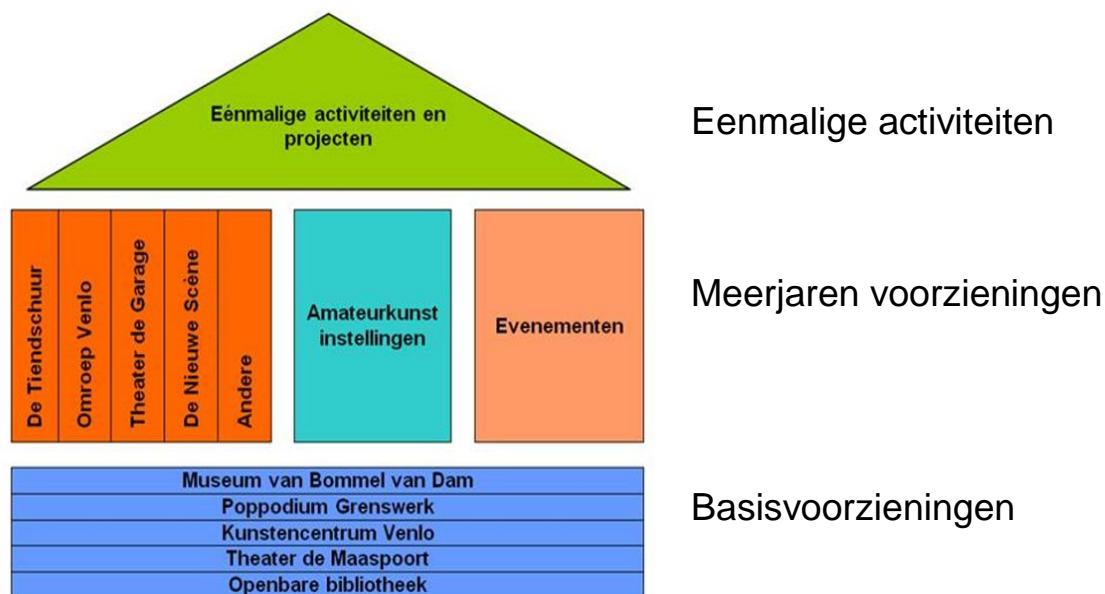 Eénmalige activiteiten en
projecten
Eenmalige activiteiten
De Tiendschuur
Omroep Venlo
Theater de Garage
De Nieuwe Scène
Andere
Amateurkunst
instellingen
Evenementen
Meerjaren voorzieningen
Museum van Bommel van Dam
Poppodium Grenswerk
Kunstencentrum Venlo
Theater de Maaspoort
Openbare bibliotheek
Basisvoorzieningen